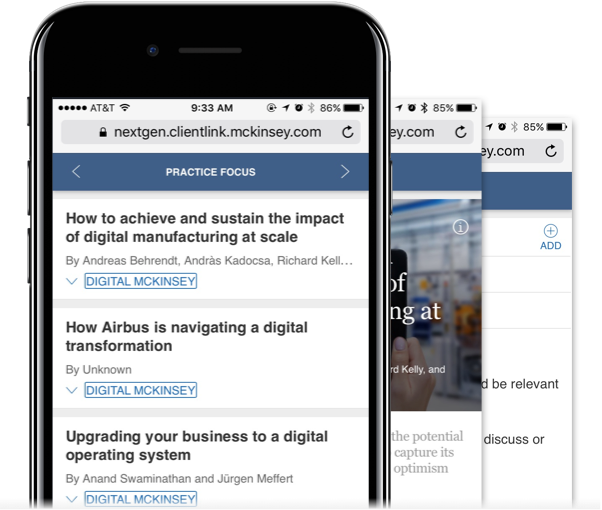 AT&T 9:33 AM 86%
nextgen.clientlink.mckinsey.com
PRACTICE FOCUS
How to achieve and sustain the impact
of digital manufacturing at scale
By Andreas Behrendt, Andràs Kadocsa, Richard Kell…
DIGITAL MCKINSEY
How Airbus is navigating a digital
transformation
By Unknown
DIGITAL MCKINSEY
Upgrading your business to a digital
operating system
By Anand Swaminathan and Jürgen Meffert
DIGITAL MCKINSEY
85%
ey.com
of
ng at
rd Kelly, and
the potential
capture its
optimism
85%
ey.com
ADD
d be relevant
discuss or